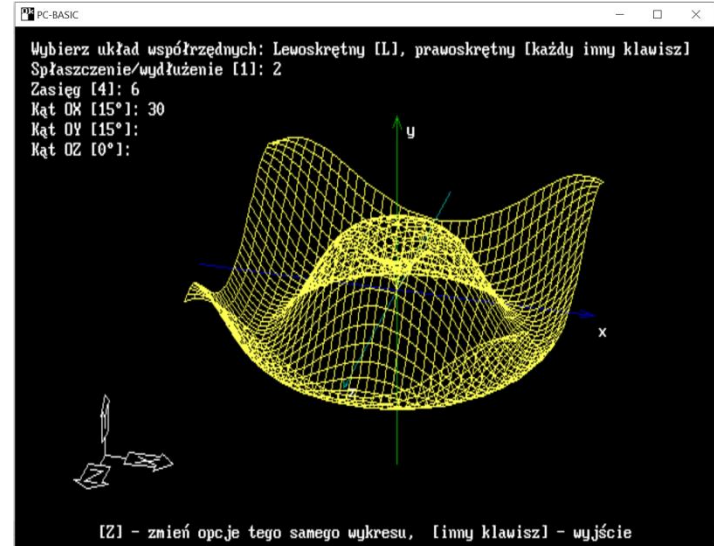 PC-BASIC
Wybierz układ współrzędnych: Lewoskrętny [L], prawoskrętny [każdy inny klawisz]
Spłaszczenie/wydłużenie [1]: 2
Zasięg [4]: 6
Kąt OX [15°]: 30
Kąt OY [15°]:
Kąt OZ [0°]:
y
x
Z
Y
X
Z
[Z] - zmień opcje tego samego wykresu, [inny klawisz] - wyjście